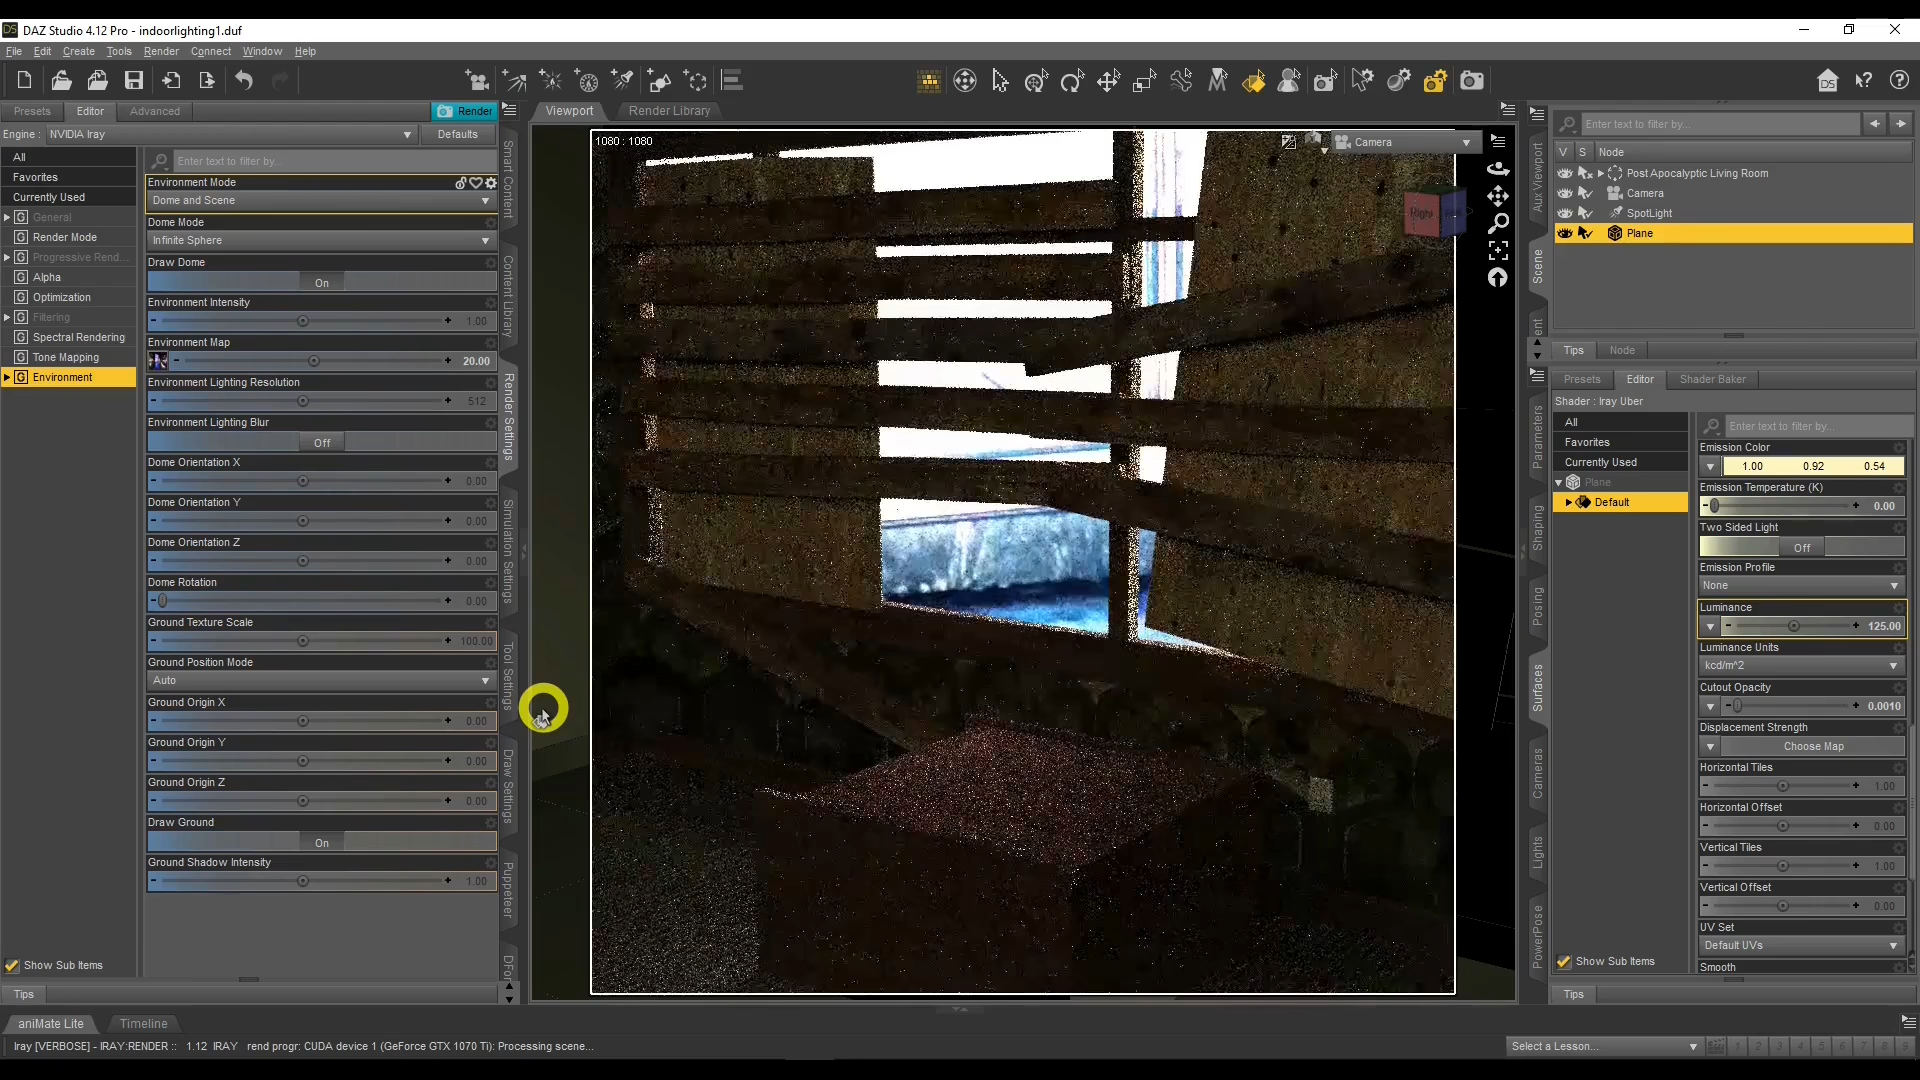 DAZ Studio 4.12 Pro - indoorlighting1.duf
File Edit Create Tools Render Connect Window Help
Presets Editor Advanced Render
Engine : NVIDIA Iray Defaults
All
Favorites
Currently Used
General
Render Mode
Progressive Rend...
Alpha
Optimization
Filtering
Spectral Rendering
Tone Mapping
Environment
Show Sub Items
Tips
Enter text to filter by...
Environment Mode
Dome and Scene
Dome Mode
Infinite Sphere
Draw Dome
On
Environment Intensity
1.00
Environment Map
20.00
Environment Lighting Resolution
512
Environment Lighting Blur
Off
Dome Orientation X
0.00
Dome Orientation Y
0.00
Dome Orientation Z
0.00
Dome Rotation
0.00
Ground Texture Scale
100.00
Ground Position Mode
Auto
Ground Origin X
0.00
Ground Origin Y
0.00
Ground Origin Z
0.00
Draw Ground
On
Ground Shadow Intensity
1.00
Smart Content
Content Library
Render Settings
Simulation Settings
Tool Settings
Draw Settings
Puppeteer
DFor
Viewport Render Library
1080 : 1080
Camera
Right
Aux Viewport
Scene
ent
Enter text to filter by...
V S Node
Post Apocalyptic Living Room
Camera
SpotLight
Plane
Tips Node
Parameters
Shaping
Posing
Surfaces
Cameras
Lights
PowerPose
Presets Editor Shader Baker
Shader : Iray Uber
All
Favorites
Currently Used
Plane
Default
Show Sub Items
Tips
Enter text to filter by...
Emission Color
1.00 0.92 0.54
Emission Temperature (K)
0.00
Two Sided Light
Off
Emission Profile
None
Luminance
125.00
Luminance Units
kcd/m^2
Cutout Opacity
0.0010
Displacement Strength
Choose Map
Horizontal Tiles
1.00
Horizontal Offset
0.00
Vertical Tiles
1.00
Vertical Offset
0.00
UV Set
Default UVs
Smooth
aniMate Lite Timeline
Iray [VERBOSE] - IRAY:RENDER :: 1.12 IRAY rend progr: CUDA device 1 (GeForce GTX 1070 Ti): Processing scene...
Select a Lesson... 1 2 3 4 5 6 7 8 9